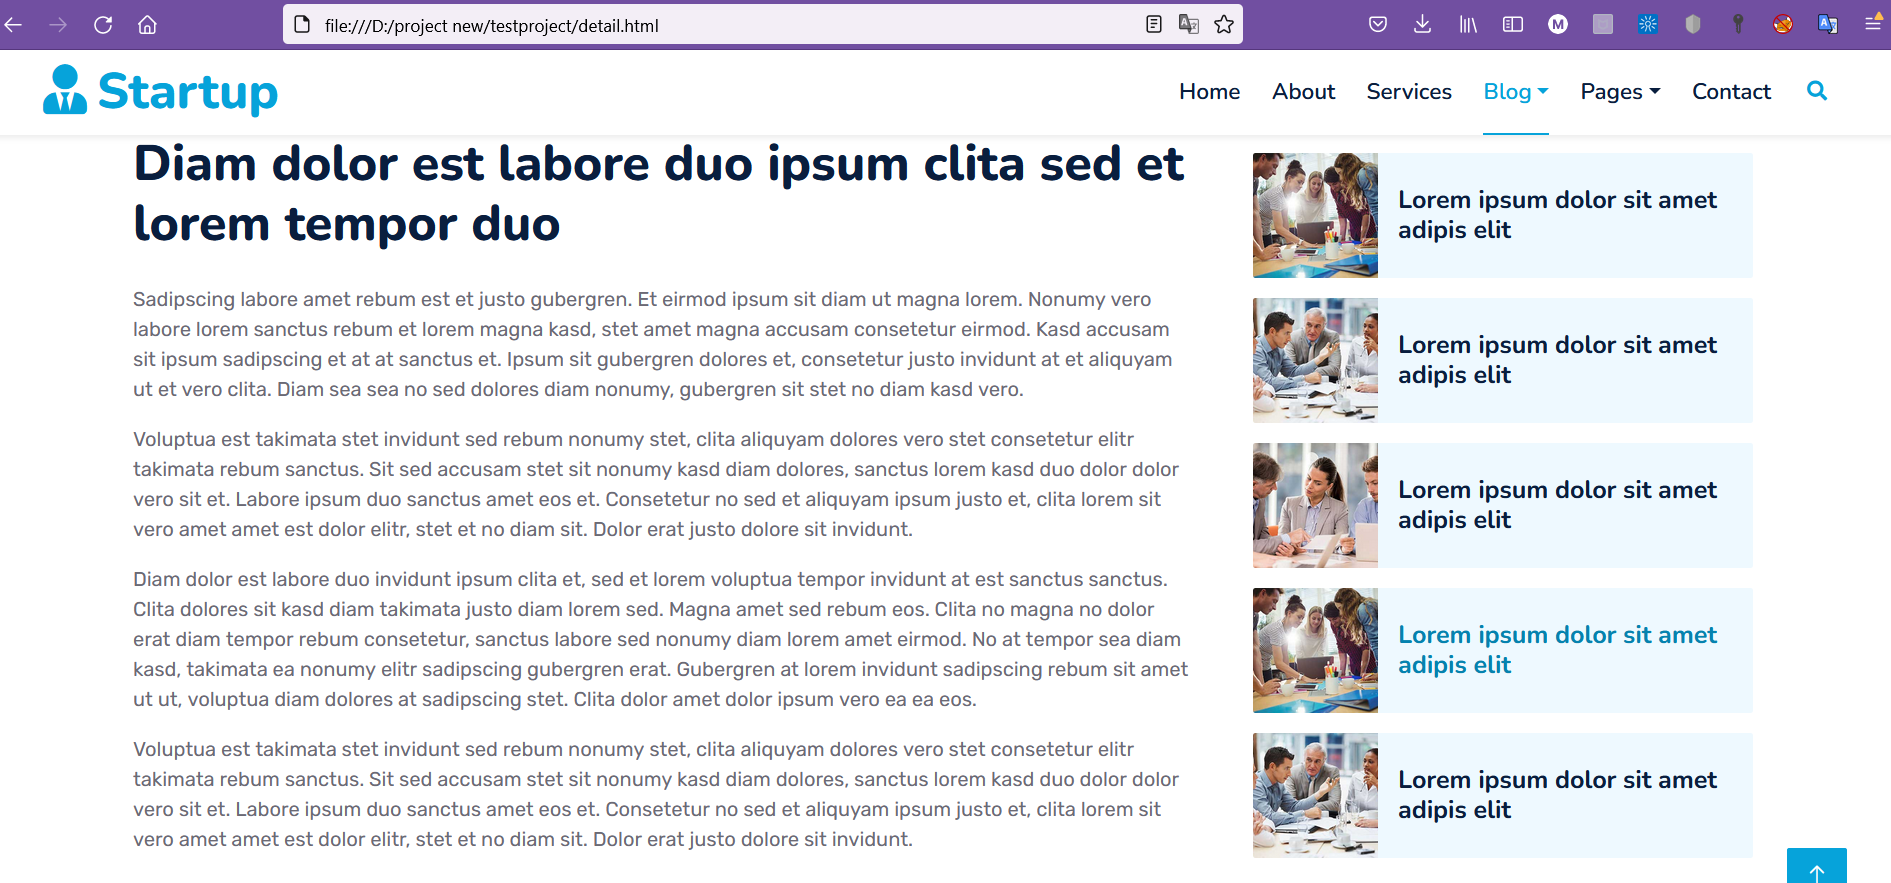 file:///D:/project new/testproject/detail.html
Startup
Home About Services Blog Pages Contact
Diam dolor est labore duo ipsum clita sed et
lorem tempor duo
Sadipscing labore amet rebum est et justo gubergren. Et eirmod ipsum sit diam ut magna lorem. Nonumy vero
labore lorem sanctus rebum et lorem magna kasd, stet amet magna accusam consetetur eirmod. Kasd accusam
sit ipsum sadipscing et at at sanctus et. Ipsum sit gubergren dolores et, consetetur justo invidunt at et aliquyam
ut et vero clita. Diam sea sea no sed dolores diam nonumy, gubergren sit stet no diam kasd vero.
Voluptua est takimata stet invidunt sed rebum nonumy stet, clita aliquyam dolores vero stet consetetur elitr
takimata rebum sanctus. Sit sed accusam stet sit nonumy kasd diam dolores, sanctus lorem kasd duo dolor dolor
vero sit et. Labore ipsum duo sanctus amet eos et. Consetetur no sed et aliquyam ipsum justo et, clita lorem sit
vero amet amet est dolor elitr, stet et no diam sit. Dolor erat justo dolore sit invidunt.
Diam dolor est labore duo invidunt ipsum clita et, sed et lorem voluptua tempor invidunt at est sanctus sanctus.
Clita dolores sit kasd diam takimata justo diam lorem sed. Magna amet sed rebum eos. Clita no magna no dolor
erat diam tempor rebum consetetur, sanctus labore sed nonumy diam lorem amet eirmod. No at tempor sea diam
kasd, takimata ea nonumy elitr sadipscing gubergren erat. Gubergren at lorem invidunt sadipscing rebum sit amet
ut ut, voluptua diam dolores at sadipscing stet. Clita dolor amet dolor ipsum vero ea ea eos.
Voluptua est takimata stet invidunt sed rebum nonumy stet, clita aliquyam dolores vero stet consetetur elitr
takimata rebum sanctus. Sit sed accusam stet sit nonumy kasd diam dolores, sanctus lorem kasd duo dolor dolor
vero sit et. Labore ipsum duo sanctus amet eos et. Consetetur no sed et aliquyam ipsum justo et, clita lorem sit
vero amet amet est dolor elitr, stet et no diam sit. Dolor erat justo dolore sit invidunt.
Lorem ipsum dolor sit amet
adipis elit
Lorem ipsum dolor sit amet
adipis elit
Lorem ipsum dolor sit amet
adipis elit
Lorem ipsum dolor sit amet
adipis elit
Lorem ipsum dolor sit amet
adipis elit